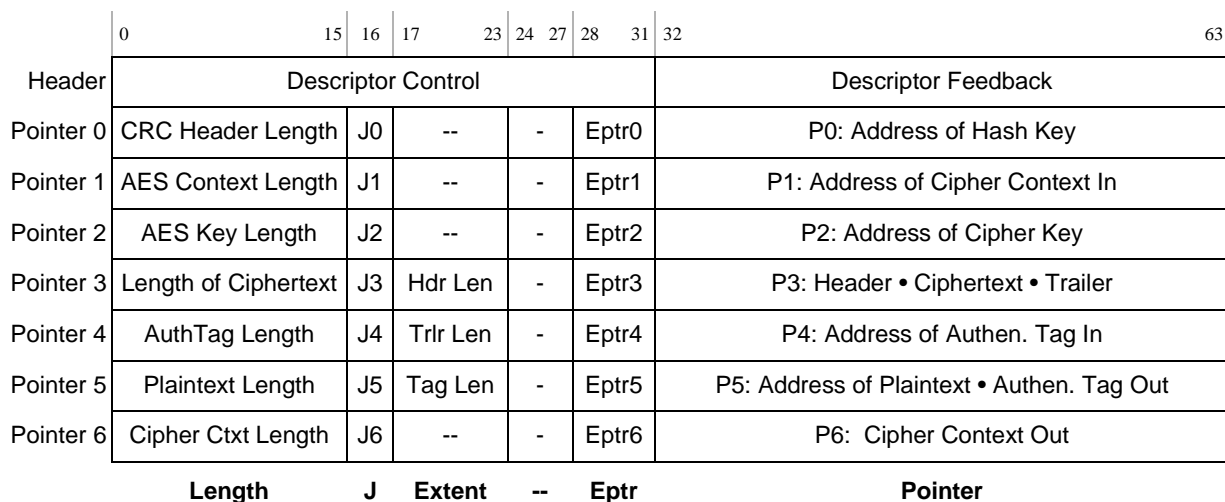 0 15 16 17 23 24 27 28 31 32 63
Header Descriptor Control Descriptor Feedback
Pointer 0 CRC Header Length J0 -- - Eptr0 P0: Address of Hash Key
Pointer 1 AES Context Length J1 -- - Eptr1 P1: Address of Cipher Context In
Pointer 2 AES Key Length J2 -- - Eptr2 P2: Address of Cipher Key
Pointer 3 Length of Ciphertext J3 Hdr Len - Eptr3 P3: Header • Ciphertext • Trailer
Pointer 4 AuthTag Length J4 Trlr Len - Eptr4 P4: Address of Authen. Tag In
Pointer 5 Plaintext Length J5 Tag Len - Eptr5 P5: Address of Plaintext • Authen. Tag Out
Pointer 6 Cipher Ctxt Length J6 -- - Eptr6 P6: Cipher Context Out
Length J Extent -- Eptr Pointer